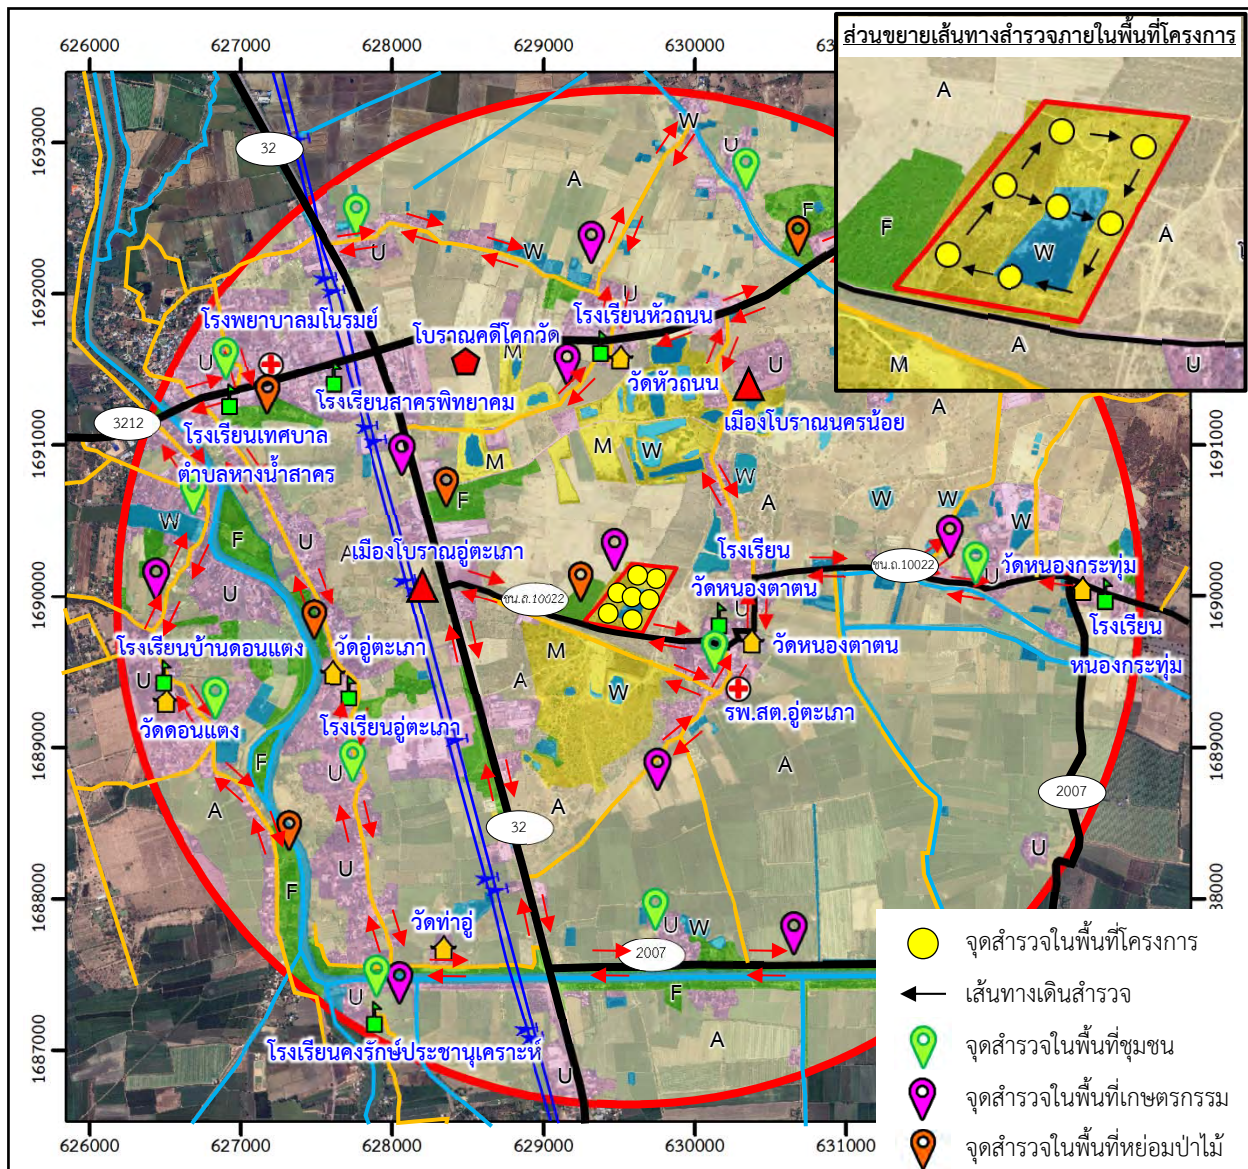 626000
627000
628000
629000
630000
ส่วนขยายเส้นทางสำรวจภายในพื้นที่โครงการ
A
F
W
A
A
M
U
1693000
1692000
1691000
1690000
1689000
1688000
1687000
32
W
U
A
F
U
W
U
โรงพยาบาลมโนรมย์
โบราณคดีโคกวัด
โรงเรียนหัวถนน
U
M
วัดหัวถนน
U
โรงเรียนสาครพิทยาคม
เมืองโบราณนครน้อย
A
3212
โรงเรียนเทศบาล
ตำบลหางน้ำสาคร
M
M
W
W
1691000
F
A
W
W
W
W
F
U
A
เมืองโบราณอู่ตะเภา
โรงเรียน
วัดหนองตาตน
ชน.ถ.10022
ชน.ถ.10022
วัดหนองกระทุ่ม
U
U
U
1690000
โรงเรียน
หนองกระทุ่ม
โรงเรียนบ้านดอนแตง
วัดอู่ตะเภา
วัดหนองตาตน
M
U
A
W
รพ.สต.อู่ตะเภา
วัดดอนแตง
โรงเรียนอู่ตะเภา
F
U
A
1689000
A
A
2007
32
U
U
F
วัดท่าอู่
U
W
2007
U
F
A
โรงเรียนคงรักษ์ประชานุเคราะห์
U
จุดสำรวจในพื้นที่โครงการ
เส้นทางเดินสำรวจ
จุดสำรวจในพื้นที่ชุมชน
จุดสำรวจในพื้นที่เกษตรกรรม
จุดสำรวจในพื้นที่หย่อมป่าไม้
626000
627000
628000
629000
630000
631000